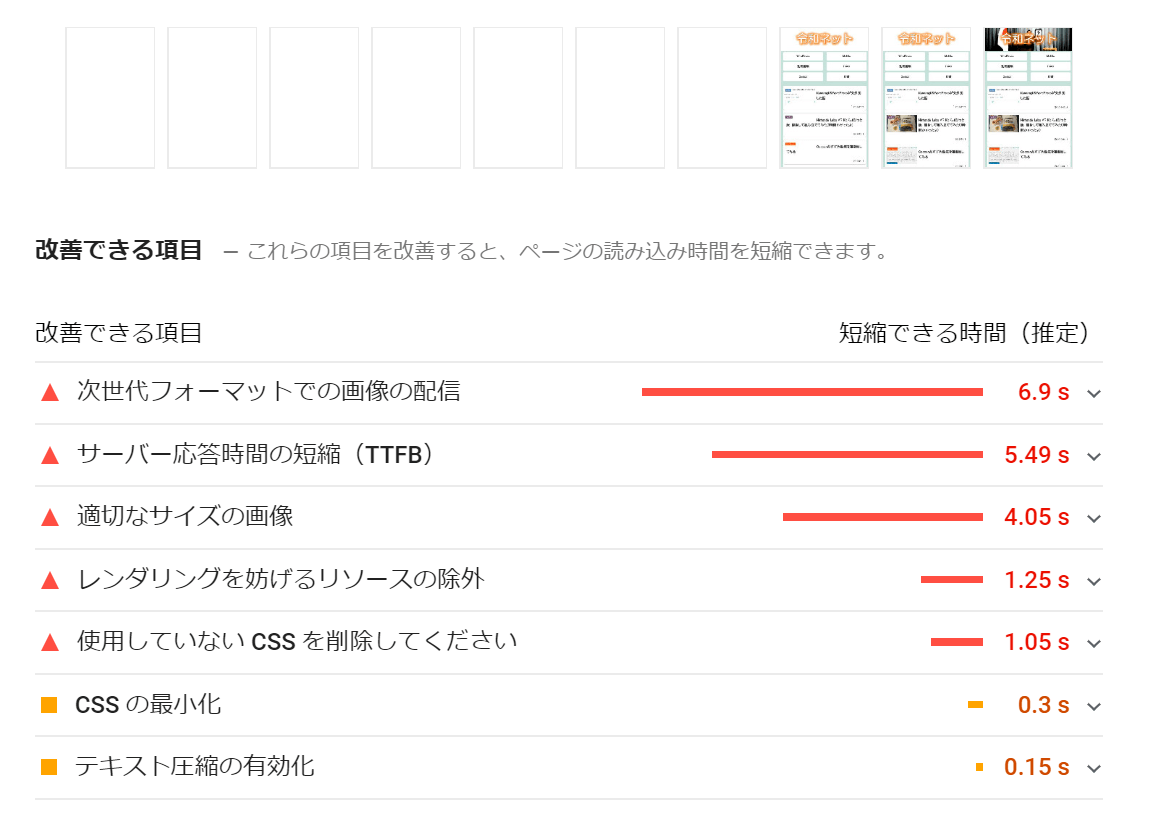 令和ネット
令和ネット
令和ネット
改善できる項目 — これらの項目を改善すると、ページの読み込み時間を短縮できます。
改善できる項目 短縮できる時間（推定）
次世代フォーマットでの画像の配信 6.9 s
サーバー応答時間の短縮（TTFB） 5.49 s
適切なサイズの画像 4.05 s
レンダリングを妨げるリソースの除外 1.25 s
使用していない CSS を削除してください 1.05 s
CSS の最小化 0.3 s
テキスト圧縮の有効化 0.15 s